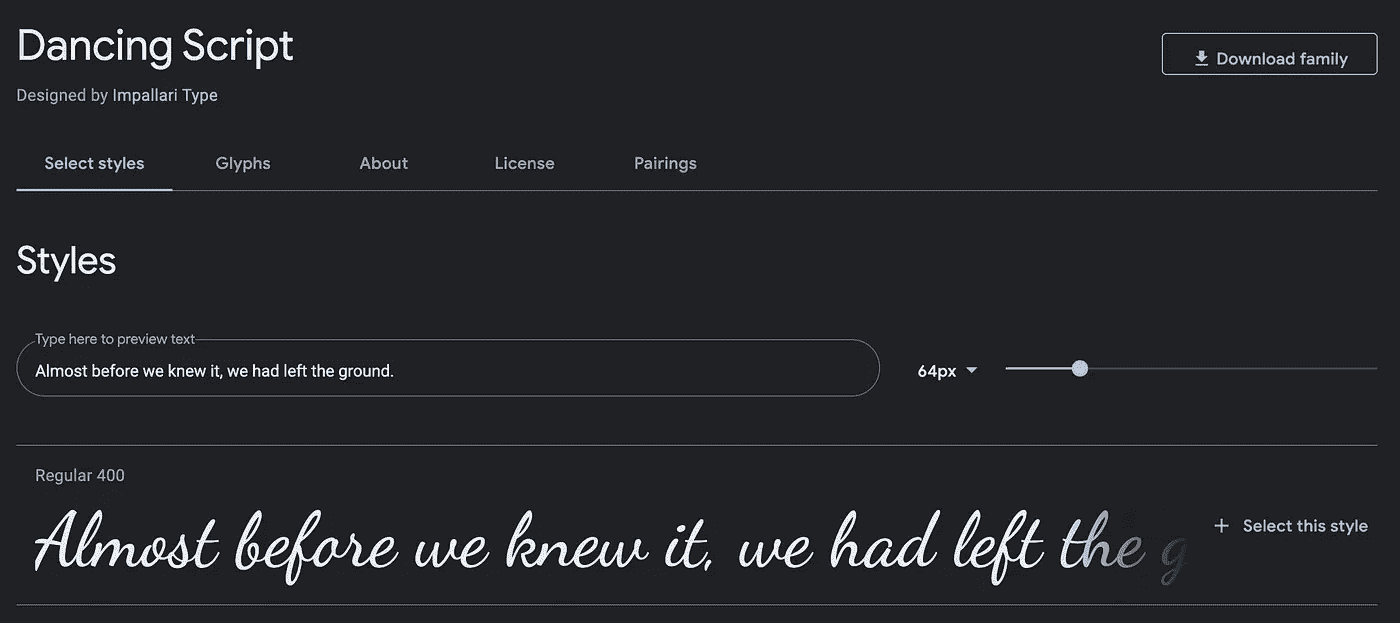 Dancing Script
Download family
Designed by Impallari Type
Select styles Glyphs About License Pairings
Styles
Type here to preview text
Almost before we knew it, we had left the ground.
64px
Regular 400
Almost before we knew it, we had left the g
Select this style